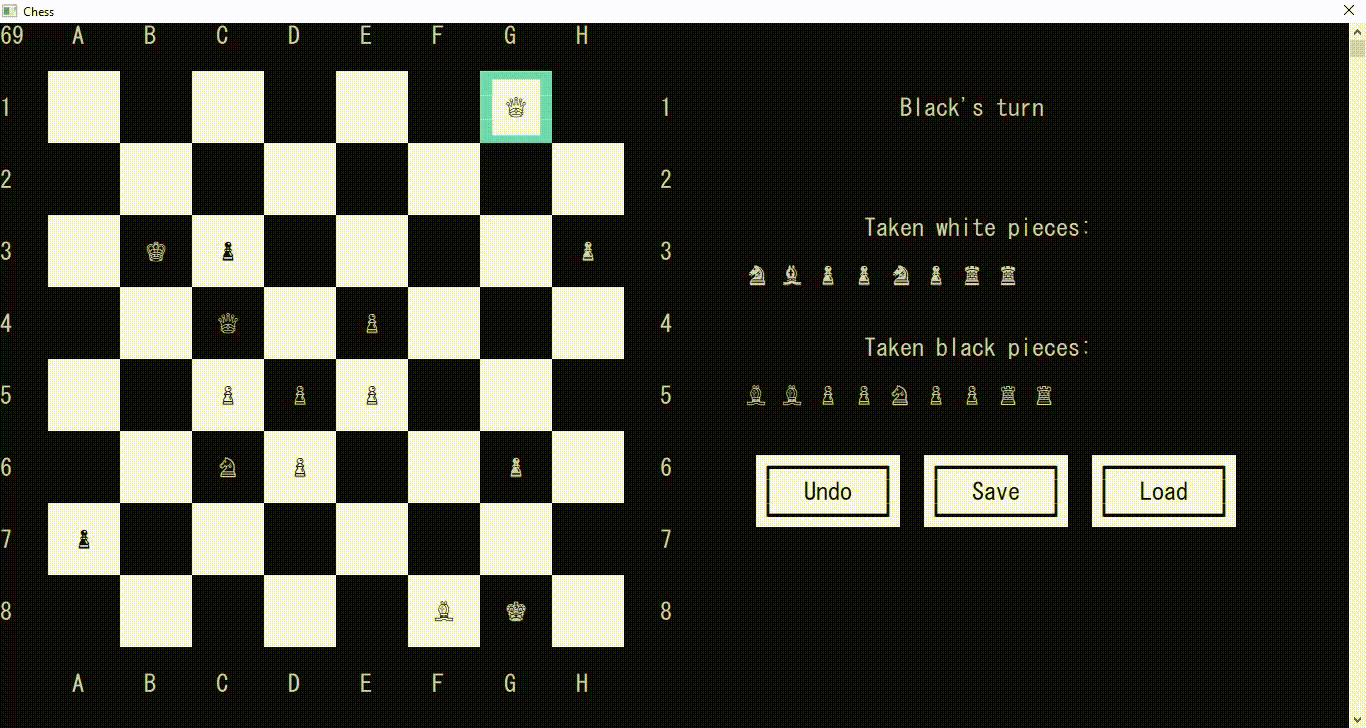 Chess
69 A B C D E F G H
1 1 Black's turn
2 2
Taken white pieces:
3 3
4 4
Taken black pieces:
5 5
6 6
Undo Save Load
7 7
8 8
A B C D E F G H